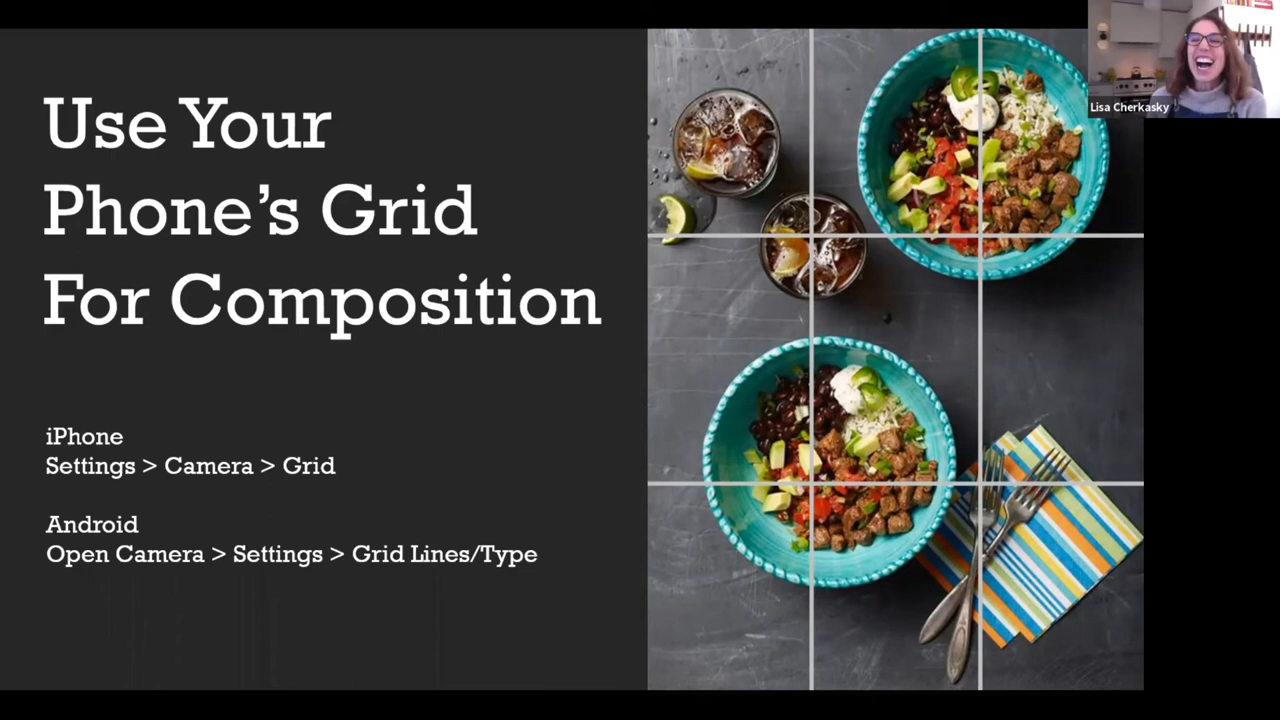 Use Your
Phone’s Grid
For Composition
iPhone
Settings > Camera > Grid
Android
Open Camera > Settings > Grid Lines/Type
Lisa Cherkasky